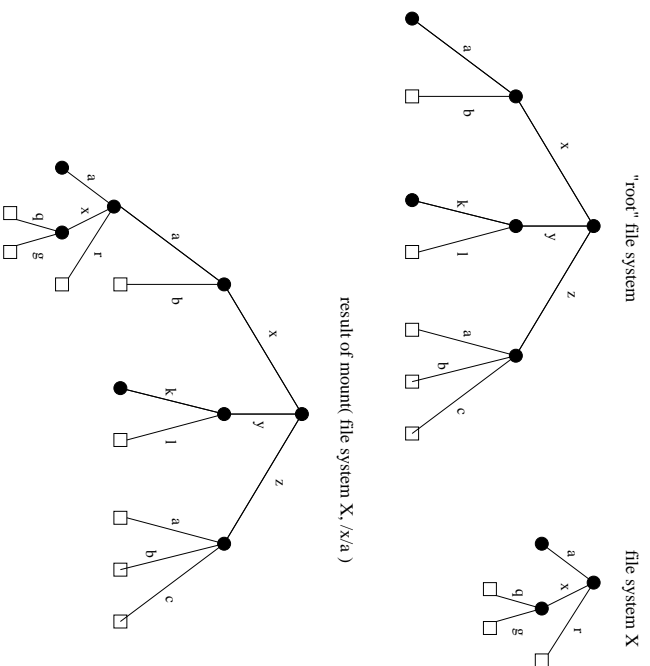 "root" file system
x y z
a b k l a b c
file system X
a x r
q g
result of mount( file system X, /x/a )
x y z
a b k l a b c
a x r
q g